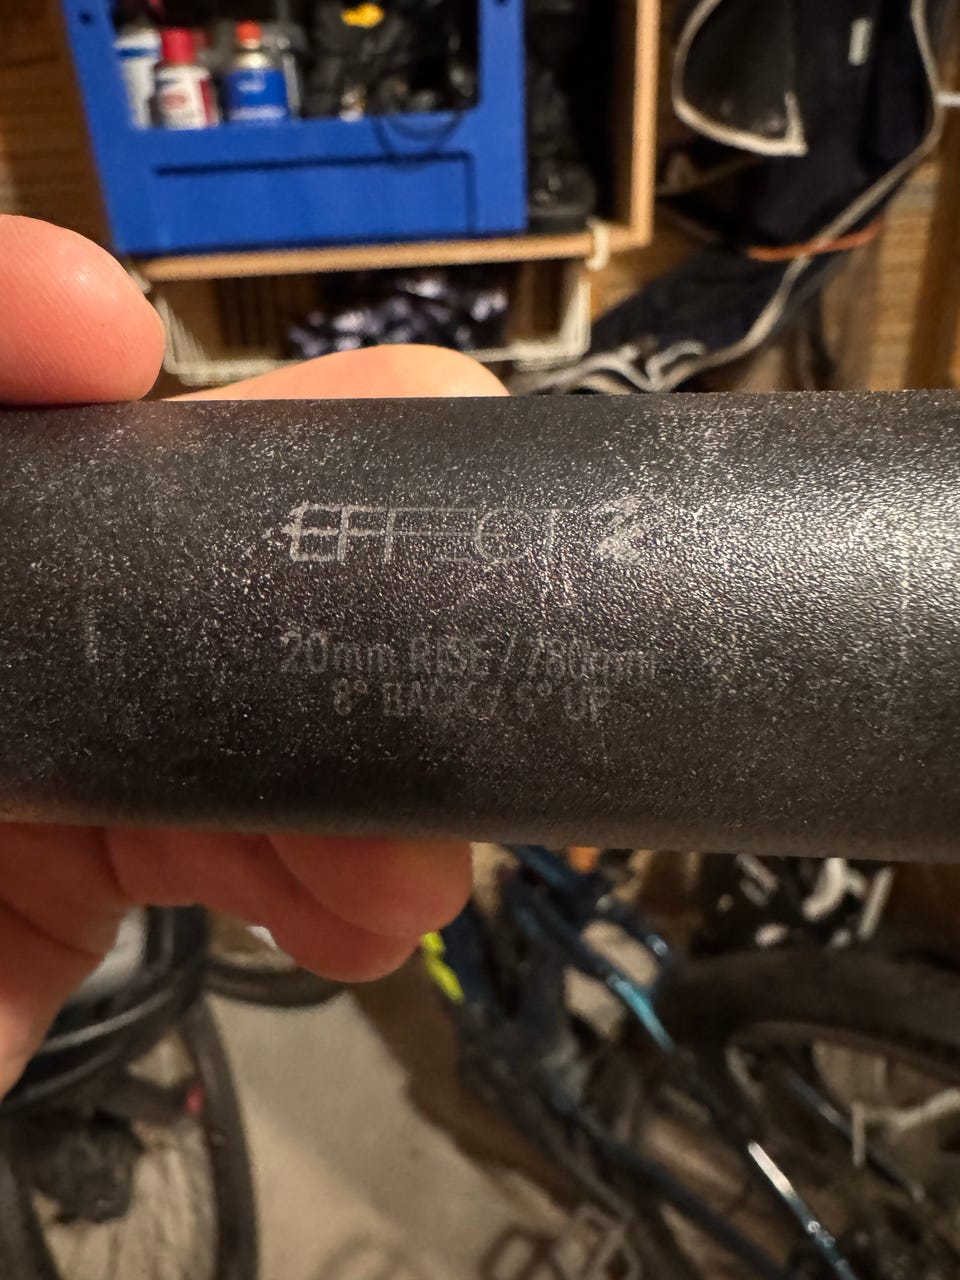 EFFECT R
20mm RISE / 780mm
8° BACK / 5° UP